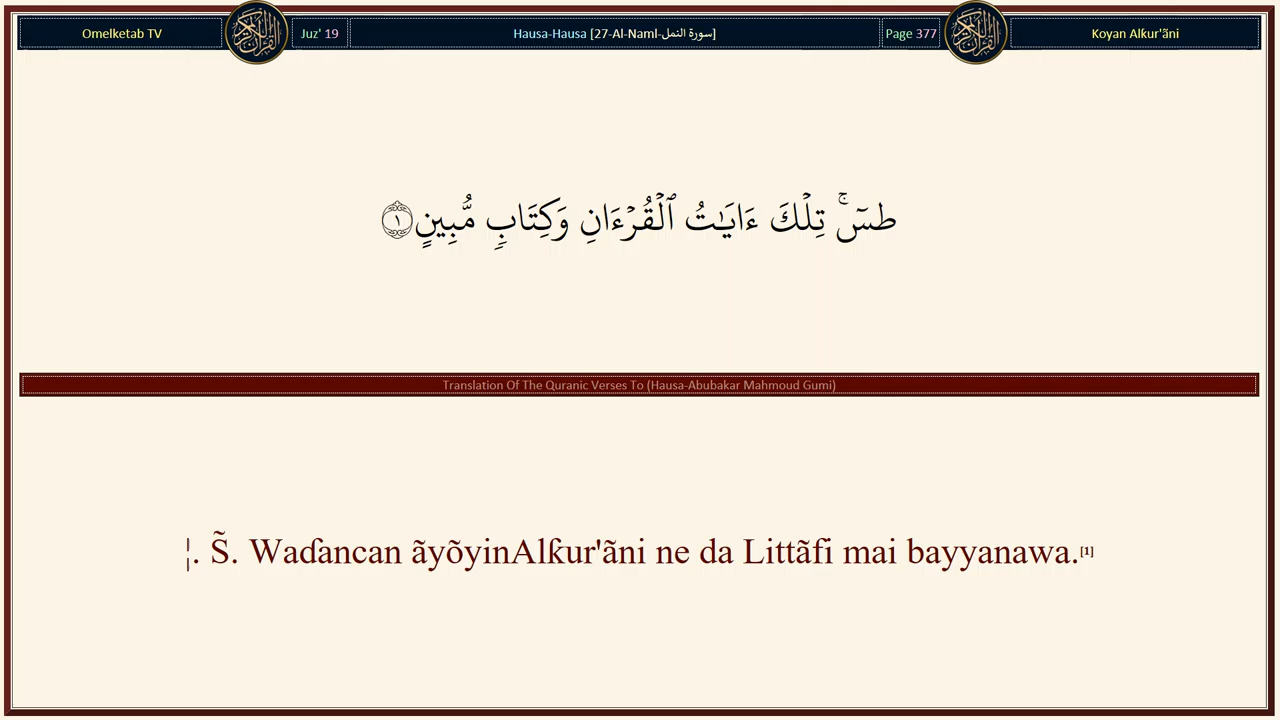 Omelketab TV
Juz' 19
Hausa-Hausa [27-Al-Naml-سورة النمل]
Page 377
Koyan Alƙur'ãni
طسٓۚ تِلۡكَ ءَايَٰتُ ٱلۡقُرۡءَانِ وَكِتَابٖ مُّبِينٍ ١
Translation Of The Quranic Verses To (Hausa-Abubakar Mahmoud Gumi)
¦. S̃. Waɗancan ãyõyinAlƙur'ãni ne da Littãfi mai bayyanawa.[1]